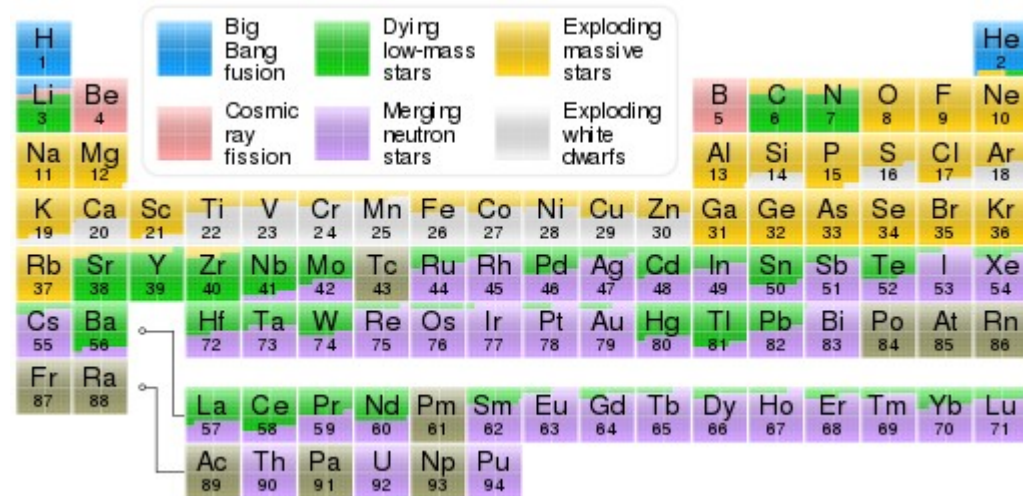 H
1
Big
Bang
fusion
Dying
low-mass
stars
Exploding
massive
stars
He
2
Li
3
Be
4
Cosmic
ray
fission
Merging
neutron
stars
Exploding
white
dwarfs
B C N O F Ne
5 6 7 8 9 10
Na Mg
11 12
Al Si P S Cl Ar
13 14 15 16 17 18
K Ca Sc Ti V Cr Mn Fe Co Ni Cu Zn Ga Ge As Se Br Kr
19 20 21 22 23 24 25 26 27 28 29 30 31 32 33 34 35 36
Rb Sr Y Zr Nb Mo Tc Ru Rh Pd Ag Cd In Sn Sb Te I Xe
37 38 39 40 41 42 43 44 45 46 47 48 49 50 51 52 53 54
Cs Ba Hf Ta W Re Os Ir Pt Au Hg Tl Pb Bi Po At Rn
55 56 72 73 74 75 76 77 78 79 80 81 82 83 84 85 86
Fr Ra
87 88
La Ce Pr Nd Pm Sm Eu Gd Tb Dy Ho Er Tm Yb Lu
57 58 59 60 61 62 63 64 65 66 67 68 69 70 71
Ac Th Pa U Np Pu
89 90 91 92 93 94